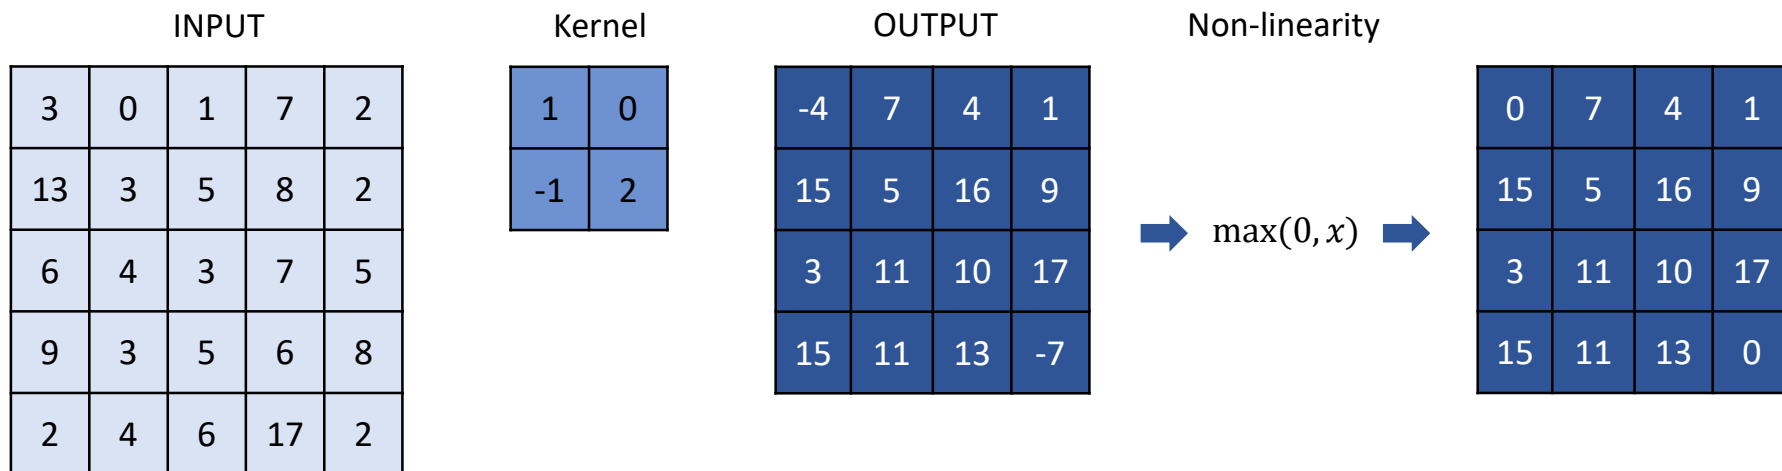 INPUT Kernel OUTPUT Non-linearity
3 0 1 7 2
13 3 5 8 2
6 4 3 7 5
9 3 5 6 8
2 4 6 17 2
1 0
-1 2
-4 7 4 1
15 5 16 9
3 11 10 17
15 11 13 -7
max(0, x)
0 7 4 1
15 5 16 9
3 11 10 17
15 11 13 0